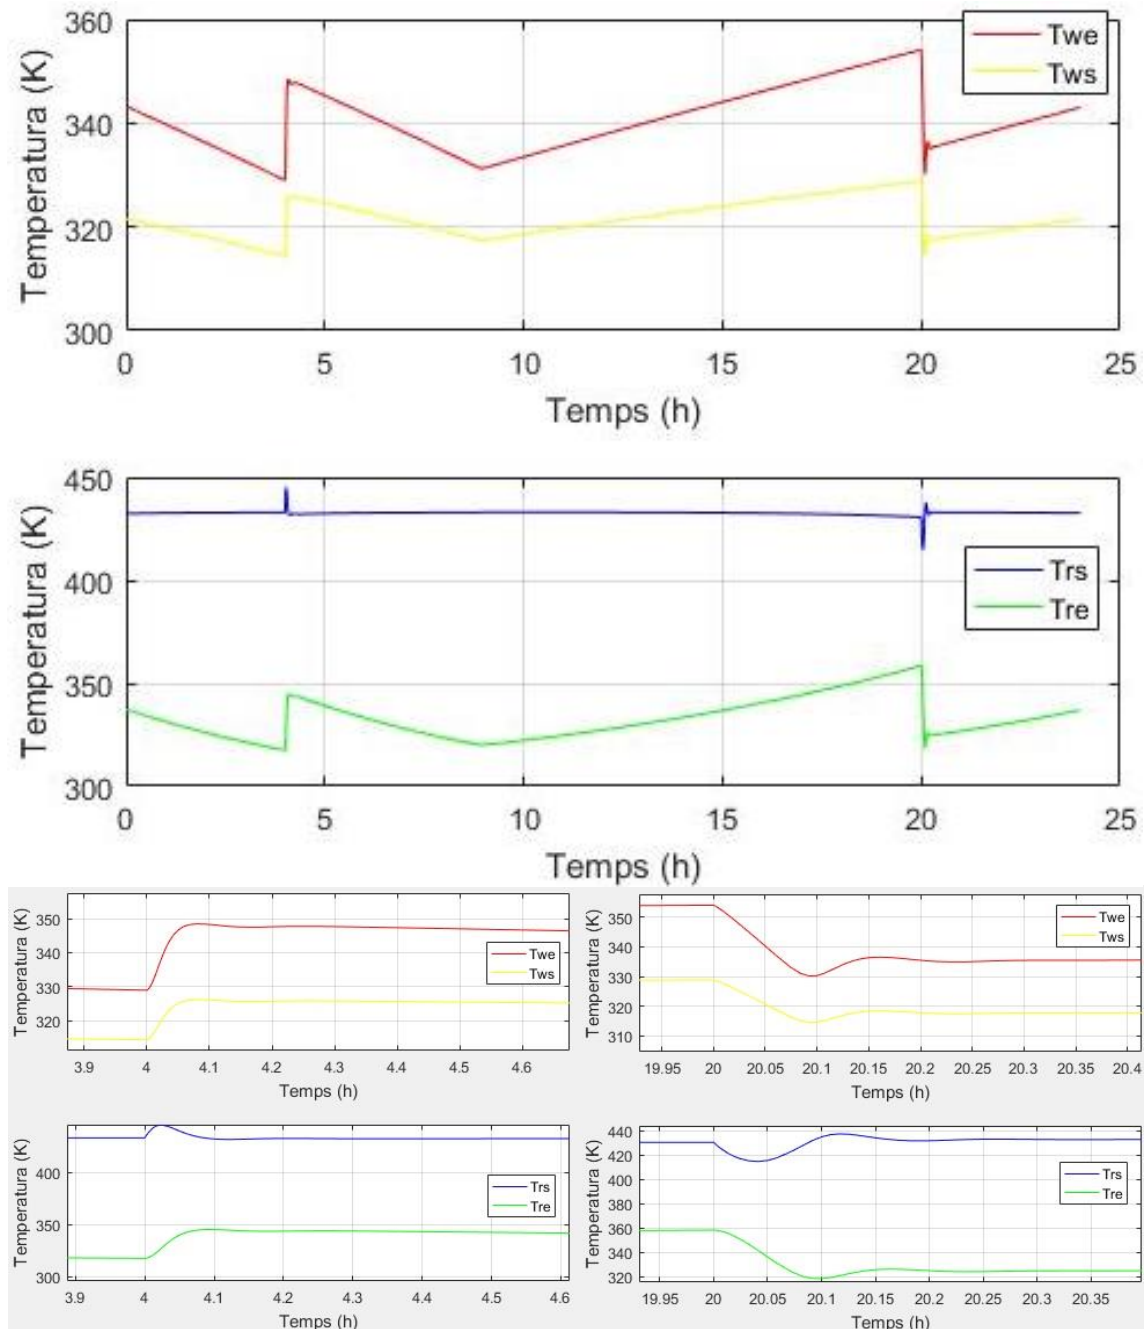 360
340
320
300
Temperatura (K)
Twe
Tws
0 5 10 15 20 25
Temps (h)
450
400
350
300
Temperatura (K)
Trs
Tre
0 5 10 15 20 25
Temps (h)
350
340
330
320
Temperatura (K)
Twe
Tws
3.9 4 4.1 4.2 4.3 4.4 4.5 4.6
Temps (h)
350
340
330
320
310
Temperatura (K)
Twe
Tws
19.95 20 20.05 20.1 20.15 20.2 20.25 20.3 20.35 20.4
Temps (h)
400
350
300
Temperatura (K)
Trs
Tre
3.9 4 4.1 4.2 4.3 4.4 4.5 4.6
Temps (h)
440
420
400
380
360
340
320
Temperatura (K)
Trs
Tre
19.95 20 20.05 20.1 20.15 20.2 20.25 20.3 20.35
Temps (h)